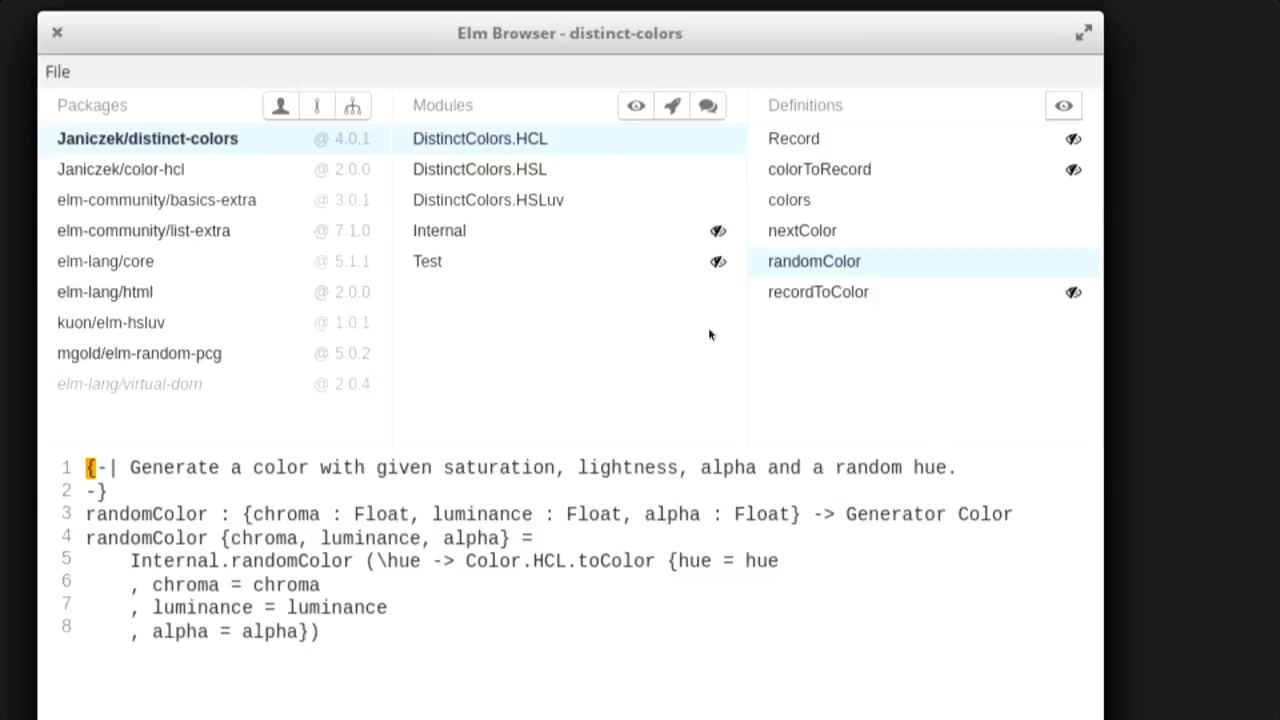 Elm Browser - distinct-colors
File
Packages
Modules
Definitions
Janiczek/distinct-colors @ 4.0.1
DistinctColors.HCL
Record
Janiczek/color-hcl @ 2.0.0
DistinctColors.HSL
colorToRecord
elm-community/basics-extra @ 3.0.1
DistinctColors.HSLuv
colors
elm-community/list-extra @ 7.1.0
Internal
nextColor
elm-lang/core @ 5.1.1
Test
randomColor
elm-lang/html @ 2.0.0
recordToColor
kuon/elm-hsluv @ 1.0.1
mgold/elm-random-pcg @ 5.0.2
elm-lang/virtual-dom @ 2.0.4
1 {-| Generate a color with given saturation, lightness, alpha and a random hue.
2 -}
3 randomColor : {chroma : Float, luminance : Float, alpha : Float} -> Generator Color
4 randomColor {chroma, luminance, alpha} =
5     Internal.randomColor (\hue -> Color.HCL.toColor {hue = hue
6     , chroma = chroma
7     , luminance = luminance
8     , alpha = alpha})